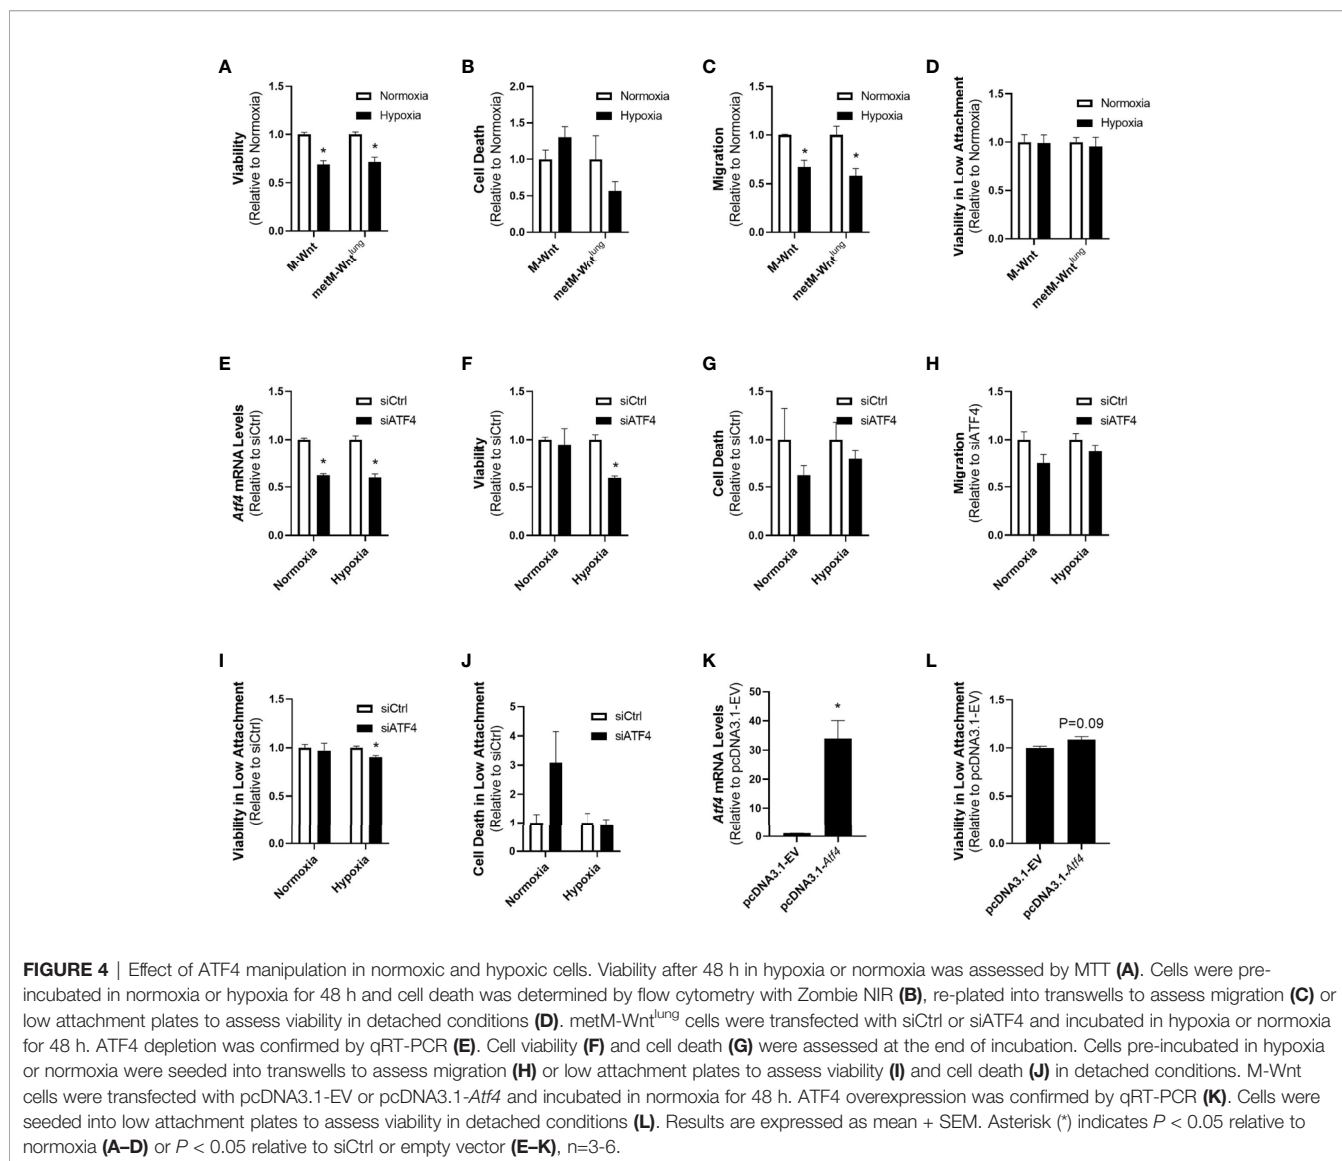 A
Viability
(Relative to Normoxia)
1.5
1.0
0.5
0.0
Normoxia
Hypoxia
*
*
M-Wnt
metM-Wnt^lung
B
Cell Death
(Relative to Normoxia)
2.0
1.5
1.0
0.5
0.0
Normoxia
Hypoxia
M-Wnt
metM-Wnt^lung
C
Migration
(Relative to Normoxia)
1.5
1.0
0.5
0.0
Normoxia
Hypoxia
*
*
M-Wnt
metM-Wnt^lung
D
Viability in Low Attachment
(Relative to Normoxia)
1.5
1.0
0.5
0.0
Normoxia
Hypoxia
M-Wnt
metM-Wnt^lung
E
Atf4 mRNA Levels
(Relative to siCtrl)
1.5
1.0
0.5
0.0
siCtrl
siATF4
*
*
Normoxia
Hypoxia
F
Viability
(Relative to siCtrl)
1.5
1.0
0.5
0.0
siCtrl
siATF4
*
Normoxia
Hypoxia
G
Cell Death
(Relative to siCtrl)
1.5
1.0
0.5
0.0
siCtrl
siATF4
Normoxia
Hypoxia
H
Migration
(Relative to siATF4)
1.5
1.0
0.5
0.0
siCtrl
siATF4
Normoxia
Hypoxia
I
Viability in Low Attachment
(Relative to siCtrl)
1.5
1.0
0.5
0.0
siCtrl
siATF4
*
Normoxia
Hypoxia
J
Cell Death in Low Attachment
(Relative to siCtrl)
5
4
3
2
1
0
siCtrl
siATF4
Normoxia
Hypoxia
K
Atf4 mRNA Levels
(Relative to pcDNA3.1-EV)
50
40
30
20
10
0
*
pcDNA3.1-EV
pcDNA3.1-Atf4
L
Viability in Low Attachment
(Relative to pcDNA3.1-EV)
1.5
1.0
0.5
0.0
P=0.09
pcDNA3.1-EV
pcDNA3.1-Atf4
FIGURE 4 | Effect of ATF4 manipulation in normoxic and hypoxic cells. Viability after 48 h in hypoxia or normoxia was assessed by MTT (A). Cells were pre-
incubated in normoxia or hypoxia for 48 h and cell death was determined by flow cytometry with Zombie NIR (B), re-plated into transwells to assess migration (C) or
low attachment plates to assess viability in detached conditions (D). metM-Wnt^lung cells were transfected with siCtrl or siATF4 and incubated in hypoxia or normoxia
for 48 h. ATF4 depletion was confirmed by qRT-PCR (E). Cell viability (F) and cell death (G) were assessed at the end of incubation. Cells pre-incubated in hypoxia
or normoxia were seeded into transwells to assess migration (H) or low attachment plates to assess viability (I) and cell death (J) in detached conditions. M-Wnt
cells were transfected with pcDNA3.1-EV or pcDNA3.1-Atf4 and incubated in normoxia for 48 h. ATF4 overexpression was confirmed by qRT-PCR (K). Cells were
seeded into low attachment plates to assess viability in detached conditions (L). Results are expressed as mean + SEM. Asterisk (*) indicates P < 0.05 relative to
normoxia (A–D) or P < 0.05 relative to siCtrl or empty vector (E–K), n=3-6.